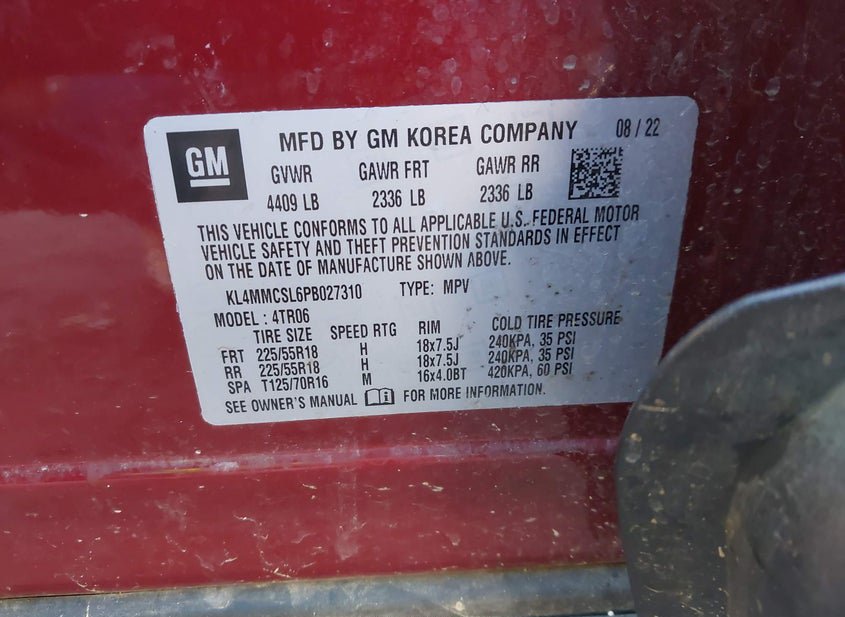 GM
MFD BY GM KOREA COMPANY 08 / 22
GVWR GAWR FRT GAWR RR
4409 LB 2336 LB 2336 LB
THIS VEHICLE CONFORMS TO ALL APPLICABLE U.S. FEDERAL MOTOR
VEHICLE SAFETY AND THEFT PREVENTION STANDARDS IN EFFECT
ON THE DATE OF MANUFACTURE SHOWN ABOVE.
KL4MMCSL6PB027310 TYPE: MPV
MODEL : 4TR06
TIRE SIZE SPEED RTG RIM COLD TIRE PRESSURE
FRT 225/55R18 H 18x7.5J 240KPA, 35 PSI
RR 225/55R18 H 18x7.5J 240KPA, 35 PSI
SPA T125/70R16 M 16x4.0BT 420KPA, 60 PSI
SEE OWNER'S MANUAL FOR MORE INFORMATION.